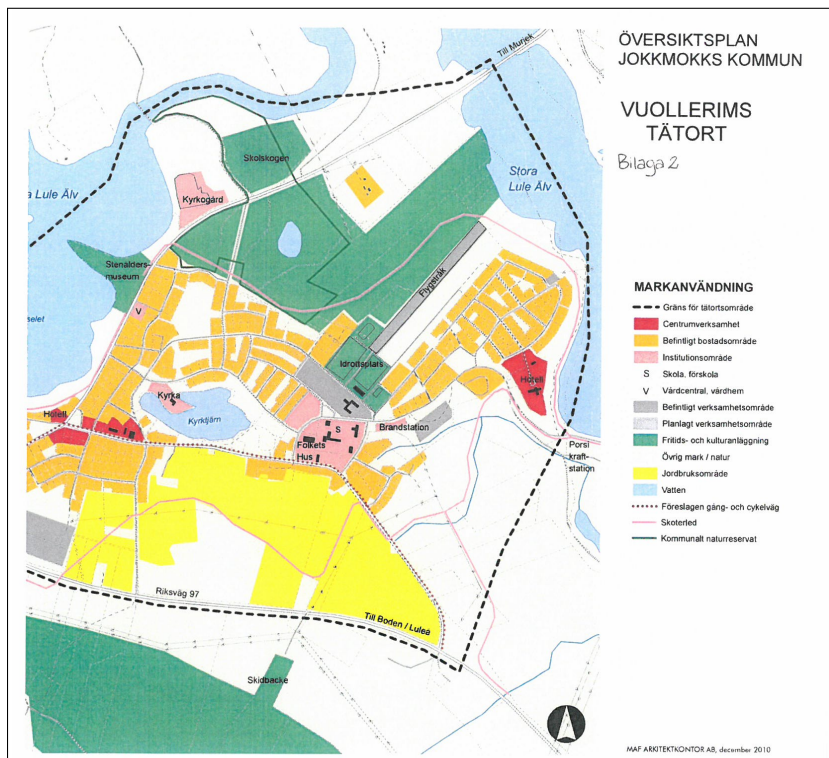 ÖVERSIKTSPLAN
JOKKMOKKS KOMMUN
VUOLLERIMS
TÄTORT
Bilaga 2
Till Murjek
Skolskogen
Stora
Lule Älv
a Lule Älv
Kyrkogård
Stenålders-
museum
Flygstråk
V
selet
Idrottsplats
Hotell
Kyrka
Hotell
Kyrktjärn
Brandstation
S
Folkets
Hus
Porsi
kraft-
station
Riksväg 97
Till Boden / Luleå
Skidbacke
MARKANVÄNDNING
Gräns för tätortsområde
Centrumverksamhet
Befintligt bostadsområde
Institutionsområde
S Skola, förskola
V Vårdcentral, vårdhem
Befintligt verksamhetsområde
Planlagt verksamhetsområde
Fritids- och kulturanläggning
Övrig mark / natur
Jordbruksområde
Vatten
Föreslagen gång- och cykelväg
Skoterled
Kommunalt naturreservat
MAF ARKITEKTKONTOR AB, december 2010